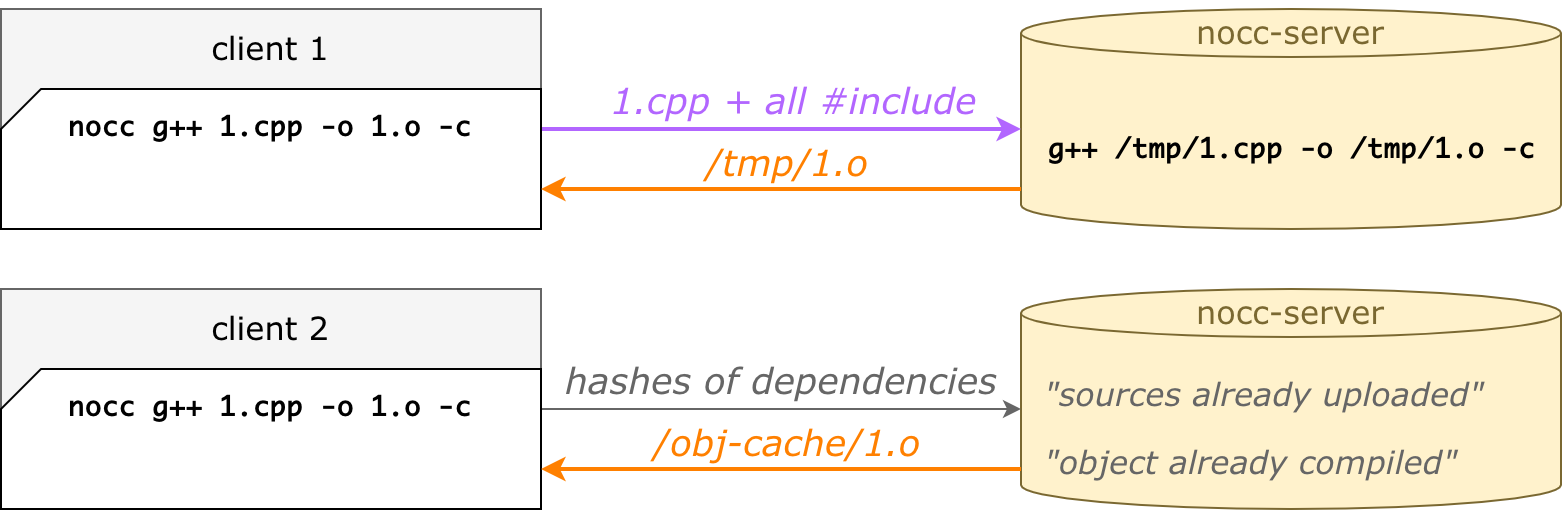 client 1
nocc g++ 1.cpp -o 1.o -c
1.cpp + all #include
/tmp/1.o
nocc-server
g++ /tmp/1.cpp -o /tmp/1.o -c
client 2
nocc g++ 1.cpp -o 1.o -c
hashes of dependencies
/obj-cache/1.o
nocc-server
"sources already uploaded"
"object already compiled"